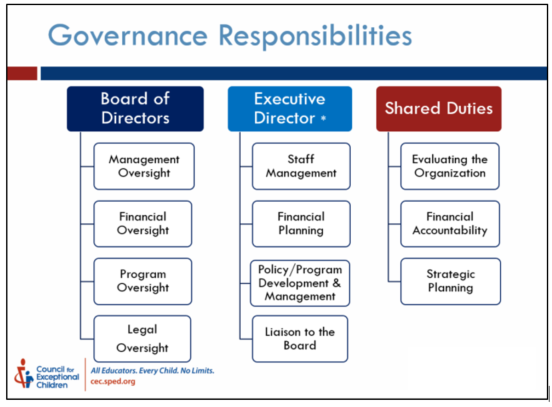 Governance Responsibilities
Board of
Directors
Management
Oversight
Financial
Oversight
Program
Oversight
Legal
Oversight
Executive
Director *
Staff
Management
Financial
Planning
Policy/Program
Development &
Management
Liaison to the
Board
Shared Duties
Evaluating the
Organization
Financial
Accountability
Strategic
Planning
Council for
Exceptional
Children
All Educators. Every Child. No Limits.
cec.sped.org